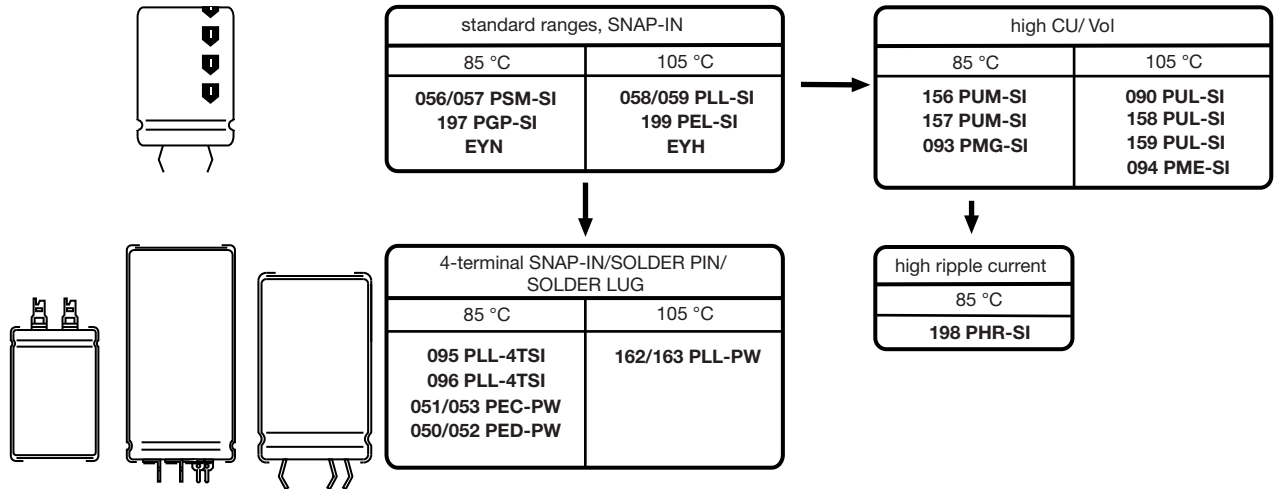 standard ranges, SNAP-IN
85 °C
105 °C
056/057 PSM-SI
197 PGP-SI
EYN
058/059 PLL-SI
199 PEL-SI
EYH
high CU/ Vol
85 °C
105 °C
156 PUM-SI
157 PUM-SI
093 PMG-SI
090 PUL-SI
158 PUL-SI
159 PUL-SI
094 PME-SI
4-terminal SNAP-IN/SOLDER PIN/
SOLDER LUG
85 °C
105 °C
095 PLL-4TSI
096 PLL-4TSI
051/053 PEC-PW
050/052 PED-PW
162/163 PLL-PW
high ripple current
85 °C
198 PHR-SI